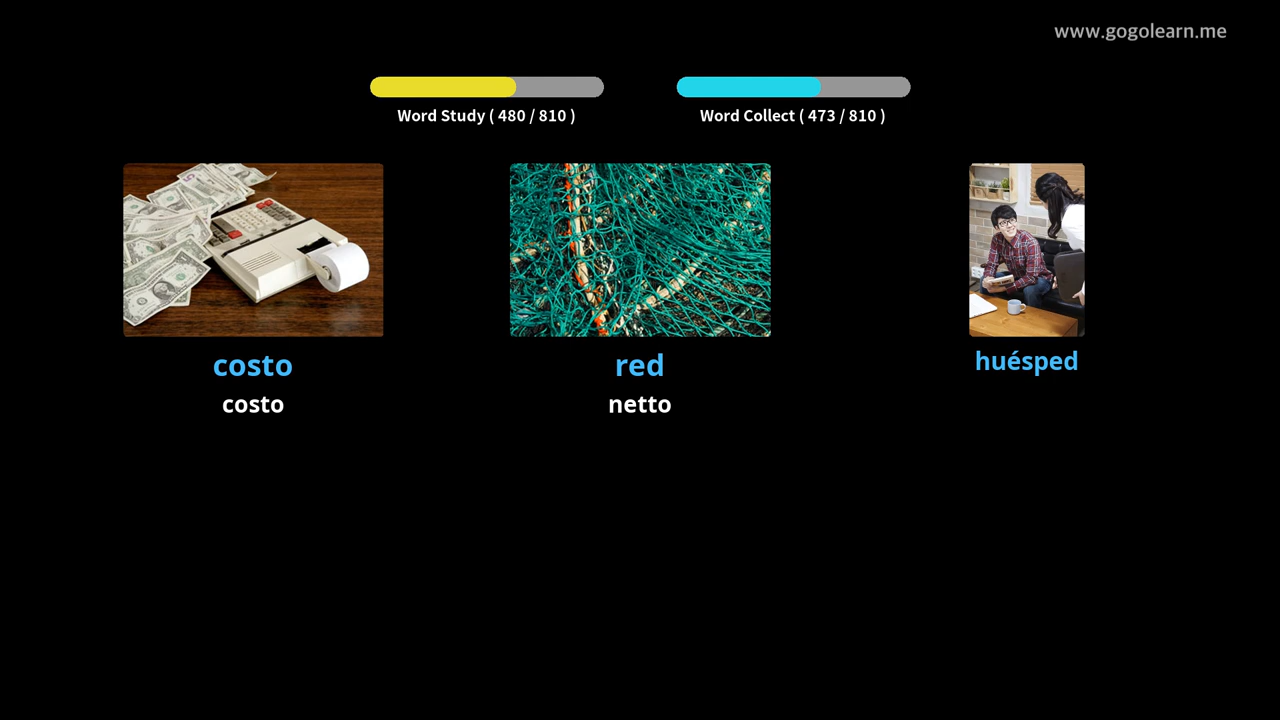 www.gogolearn.me
Word Study ( 480 / 810 )
Word Collect ( 473 / 810 )
costo
costo
red
netto
huésped